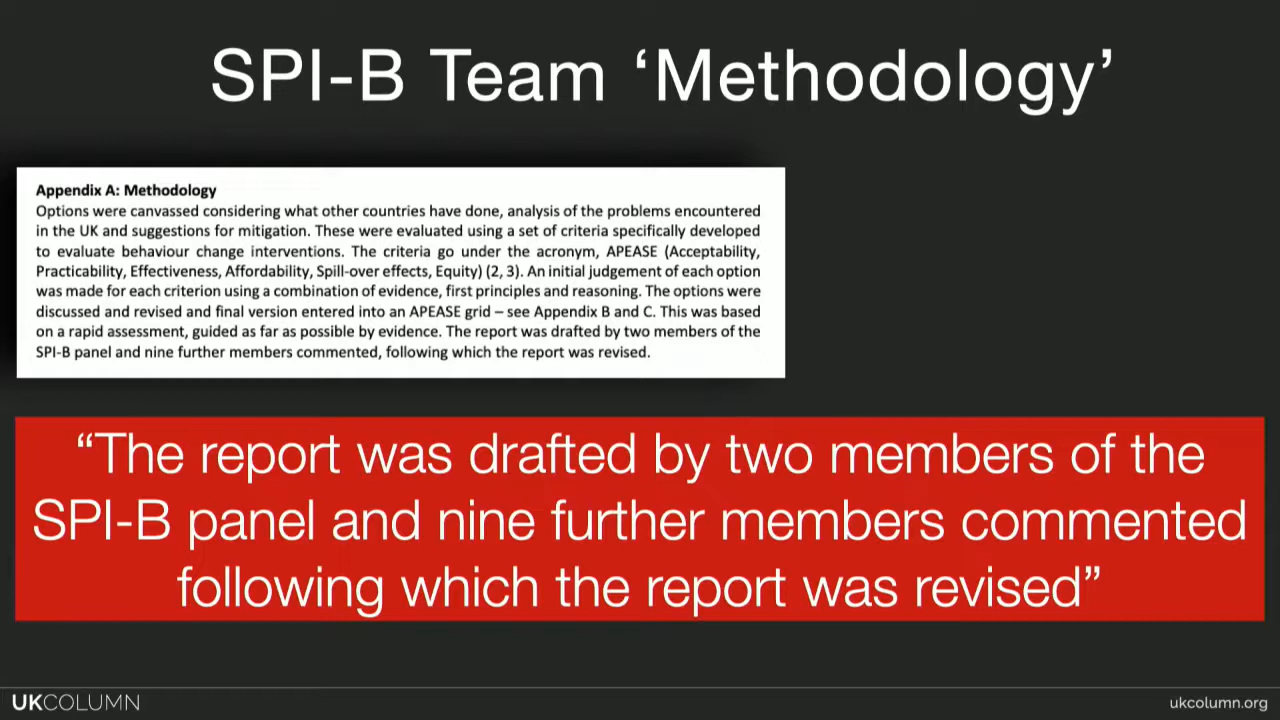 SPI-B Team ‘Methodology’
Appendix A: Methodology
Options were canvassed considering what other countries have done, analysis of the problems encountered
in the UK and suggestions for mitigation. These were evaluated using a set of criteria specifically developed
to evaluate behaviour change interventions. The criteria go under the acronym, APEASE (Acceptability,
Practicability, Effectiveness, Affordability, Spill-over effects, Equity) (2, 3). An initial judgement of each option
was made for each criterion using a combination of evidence, first principles and reasoning. The options were
discussed and revised and final version entered into an APEASE grid – see Appendix B and C. This was based
on a rapid assessment, guided as far as possible by evidence. The report was drafted by two members of the
SPI-B panel and nine further members commented, following which the report was revised.
“The report was drafted by two members of the
SPI-B panel and nine further members commented
following which the report was revised”
UKCOLUMN
ukcolumn.org